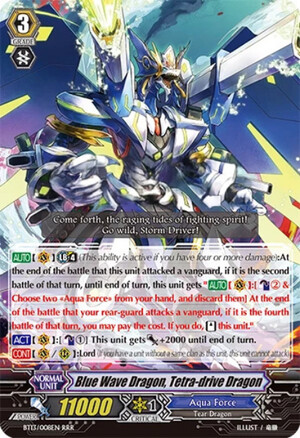 3
GRADE
Come forth, the raging tides of fighting spirit!
Go wild, Storm Driver!
AUTO [V] LB4 (This ability is active if you have four or more damage):At
the end of the battle that this unit attacked a vanguard, if it is the second
battle of that turn, until end of turn, this unit gets "AUTO [V]:[② &
Choose two «Aqua Force» from your hand, and discard them] At the end
of the battle that your rear-guard attacks a vanguard, if it is the fourth
battle of that turn, you may pay the cost. If you do, this unit."
ACT [V]:[①] This unit gets +2000 until end of turn.
CONT [V]:Lord (If you have a unit without a same clan as this unit, this unit cannot attack)
NORMAL
UNIT
Blue Wave Dragon, Tetra-drive Dragon
POWER
11000
1
CRITICAL
Aqua Force
Tear Dragon
BT13/006EN RRR
ILLUST / 竜徹